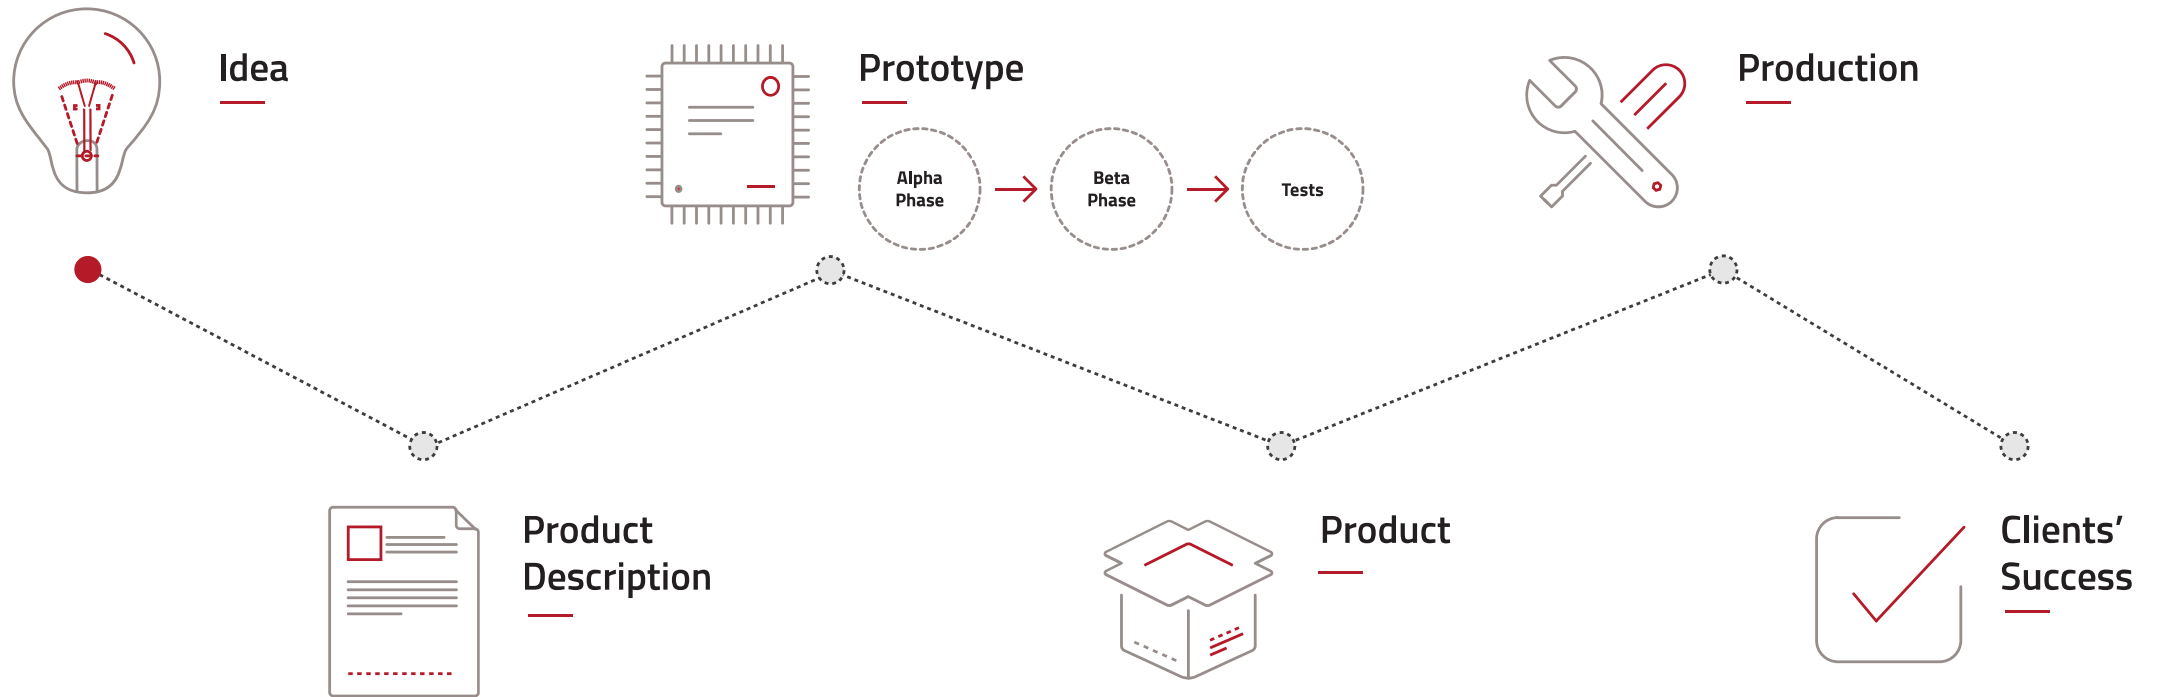 Idea
Product
Description
Prototype
Alpha
Phase
Beta
Phase
Tests
Product
Production
Clients’
Success